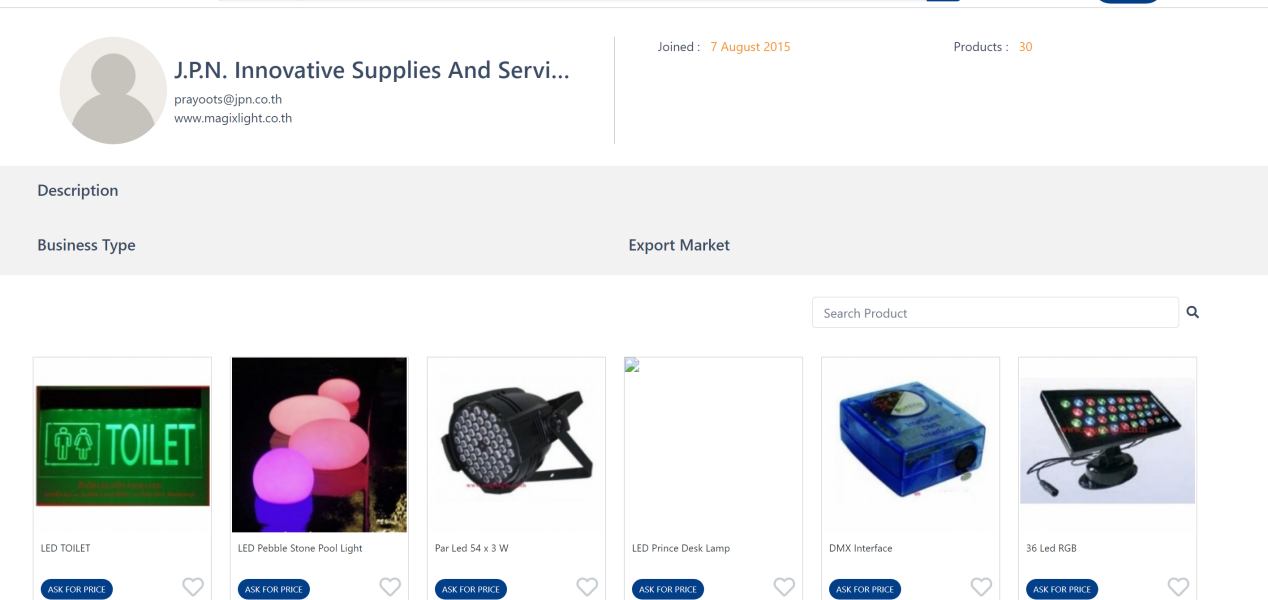 J.P.N. Innovative Supplies And Servi...
prayoots@jpn.co.th
www.magixlight.co.th
Joined : 7 August 2015
Products : 30
Description
Business Type
Export Market
Search Product
TOILET
LED TOILET
LED Pebble Stone Pool Light
Par Led 54 x 3 W
LED Prince Desk Lamp
Intelligent
DMX
Interface
DMX Interface
36 Led RGB
ASK FOR PRICE
ASK FOR PRICE
ASK FOR PRICE
ASK FOR PRICE
ASK FOR PRICE
ASK FOR PRICE